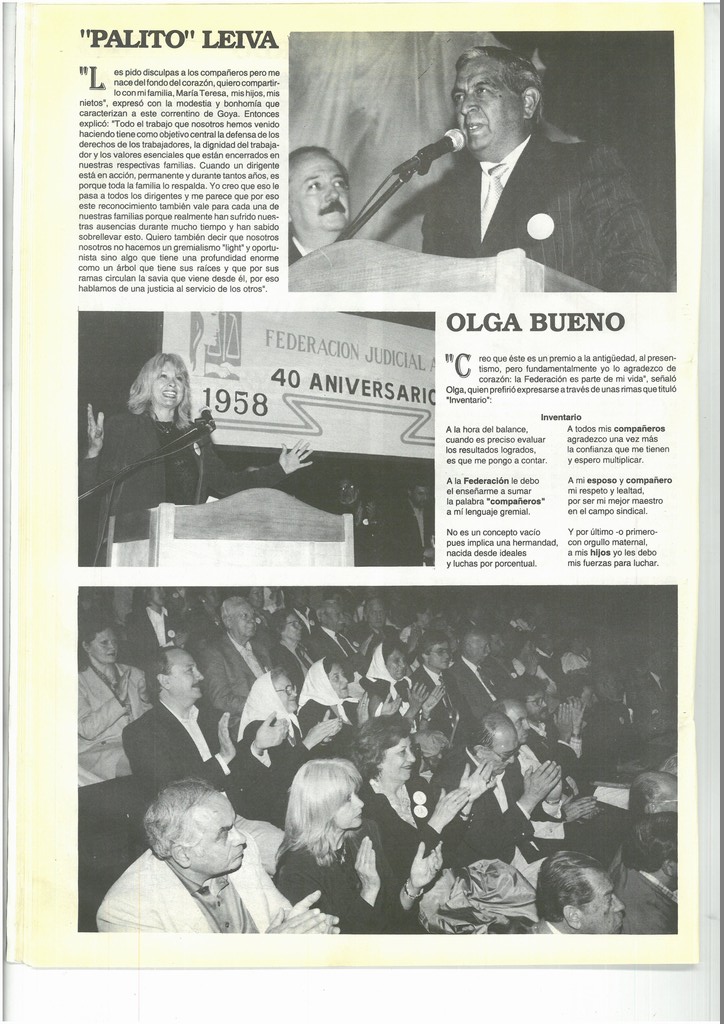 "PALITO" LEIVA
"Les pido disculpas a los compañeros pero me
nace del fondo del corazón, quiero compartir-
lo con mi familia, María Teresa, mis hijos, mis
nietos", expresó con la modestia y bonhomía que
caracterizan a este correntino de Goya. Entonces
explicó: "Todo el trabajo que nosotros hemos venido
haciendo tiene como objetivo central la defensa de los
derechos de los trabajadores, la dignidad del trabaja-
dor y los valores esenciales que están encerrados en
nuestras respectivas familias. Cuando un dirigente
está en acción, permanente y durante tantos años, es
porque toda la familia lo respalda. Yo creo que eso le
pasa a todos los dirigentes y me parece que por eso
este reconocimiento también vale para cada una de
nuestras familias porque realmente han sufrido nues-
tras ausencias durante mucho tiempo y han sabido
sobrellevar esto. Quiero también decir que nosotros
nosotros no hacemos un gremialismo "light" y oportu-
nista sino algo que tiene una profundidad enorme
como un árbol que tiene sus raíces y que por sus
ramas circulan la savia que viene desde él, por eso
hablamos de una justicia al servicio de los otros".
FEDERACION JUDICIAL A
40 ANIVERSARIO
1958
OLGA BUENO
"Creo que éste es un premio a la antigüedad, al presen-
tismo, pero fundamentalmente yo lo agradezco de
corazón: la Federación es parte de mi vida", señaló
Olga, quien prefirió expresarse a través de unas rimas que tituló
"Inventario":
Inventario
A la hora del balance,
cuando es preciso evaluar
los resultados logrados,
es que me pongo a contar.
A la Federación le debo
el enseñarme a sumar
la palabra "compañeros"
a mí lenguaje gremial.
No es un concepto vacío
pues implica una hermandad,
nacida desde ideales
y luchas por porcentual.
A todos mis compañeros
agradezco una vez más
la confianza que me tienen
y espero multiplicar.
A mi esposo y compañero
mi respeto y lealtad,
por ser mi mejor maestro
en el campo sindical.
Y por último -o primero-
con orgullo maternal,
a mis hijos yo les debo
mis fuerzas para luchar.